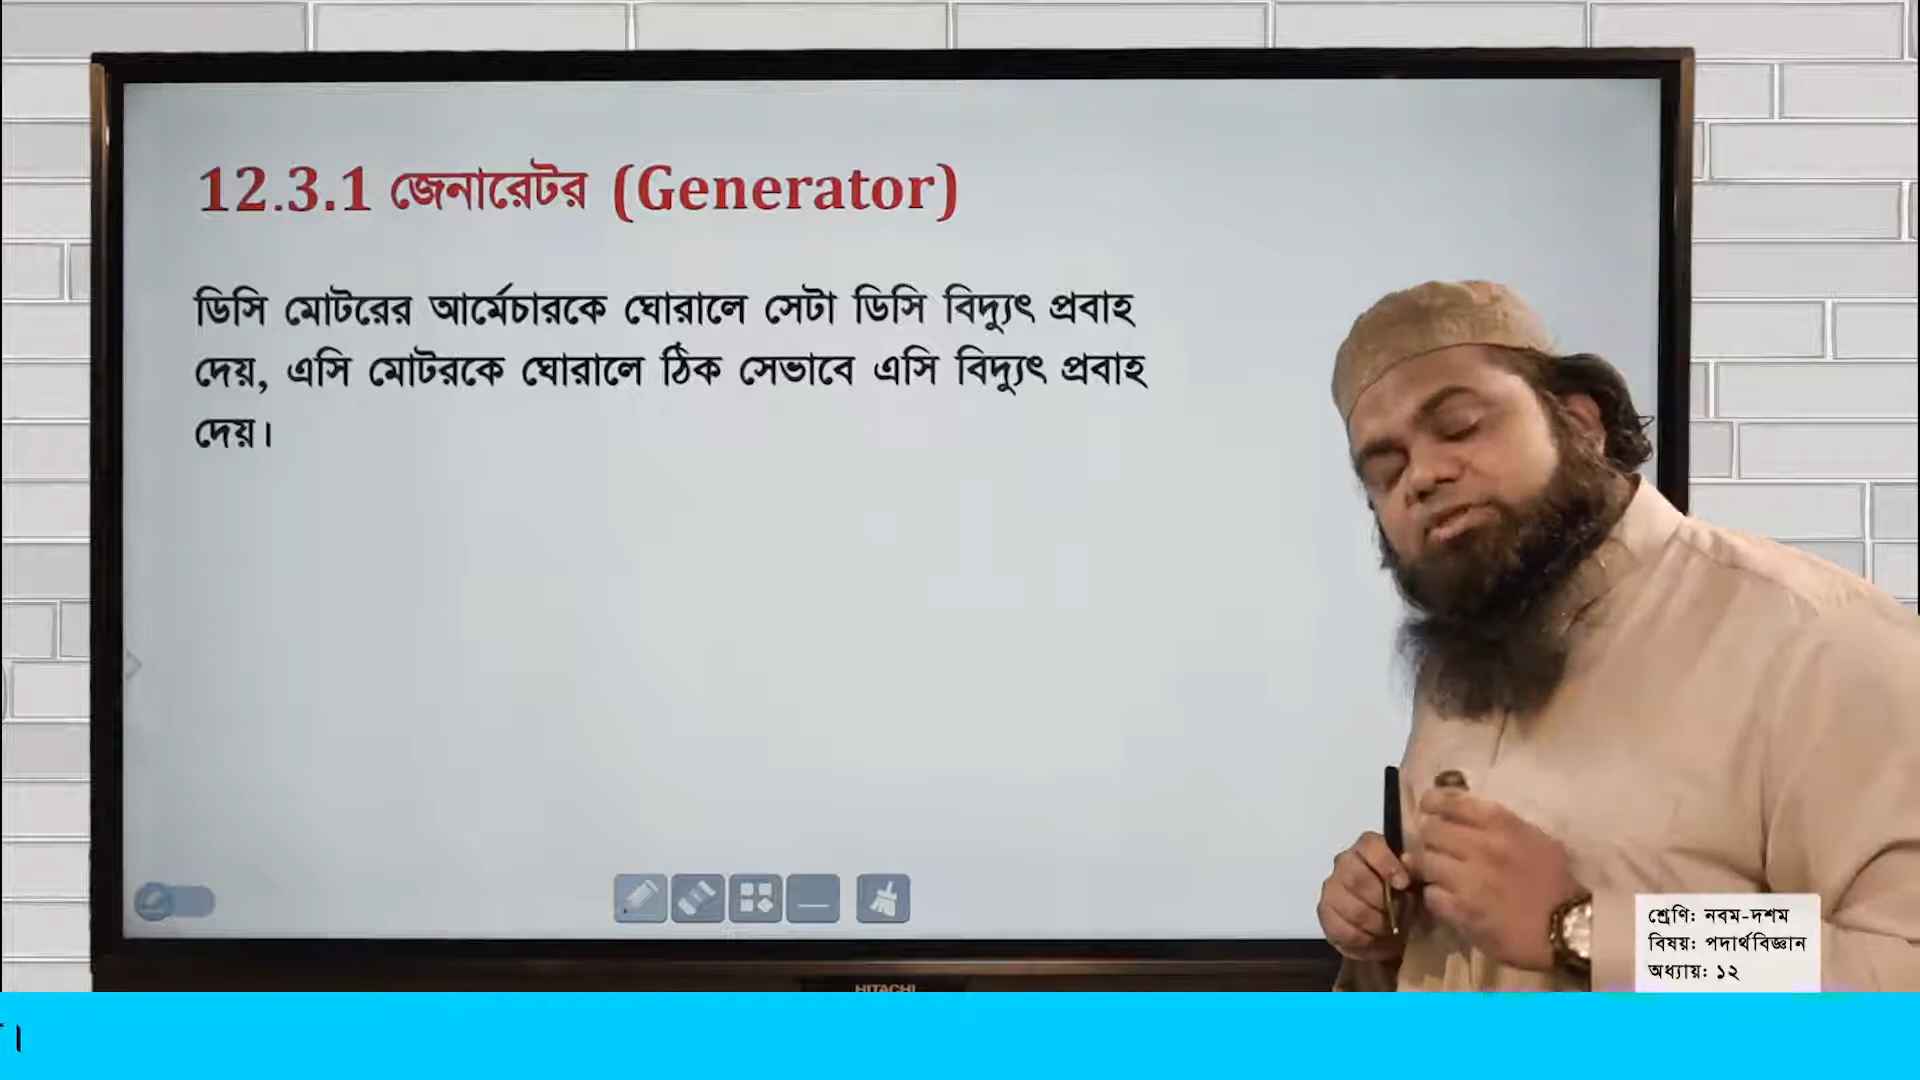 12.3.1 জেনারেটর (Generator)
ডিসি মোটরের আর্মেচারকে ঘোরালে সেটা ডিসি বিদ্যুৎ প্রবাহ
দেয়, এসি মোটরকে ঘোরালে ঠিক সেভাবে এসি বিদ্যুৎ প্রবাহ
দেয়।
HITACHI
শ্রেণি: নবম-দশম
বিষয়: পদার্থবিজ্ঞান
অধ্যায়: ১২